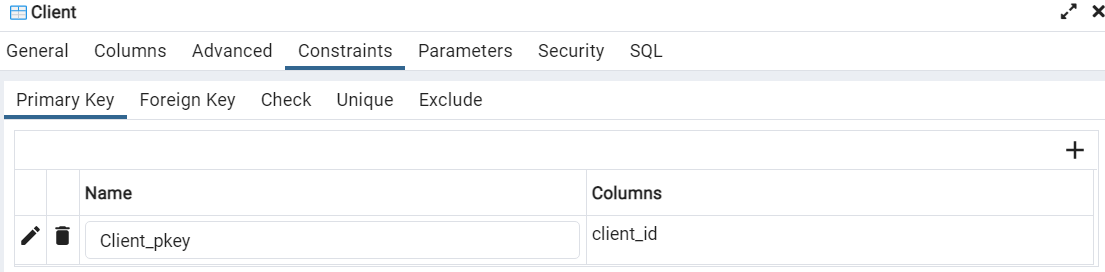 Client
General Columns Advanced Constraints Parameters Security SQL
Primary Key Foreign Key Check Unique Exclude
Name Columns
Client_pkey client_id